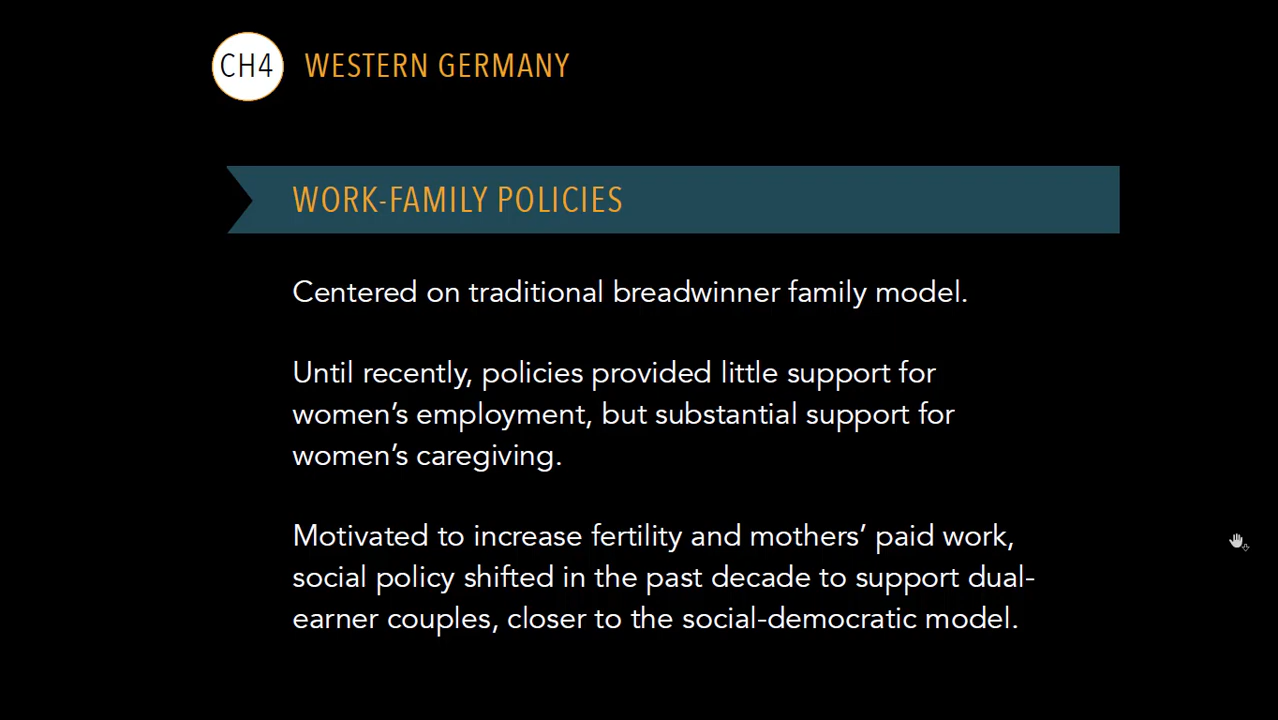 CH4 WESTERN GERMANY
WORK-FAMILY POLICIES
Centered on traditional breadwinner family model.
Until recently, policies provided little support for
women’s employment, but substantial support for
women’s caregiving.
Motivated to increase fertility and mothers’ paid work,
social policy shifted in the past decade to support dual-
earner couples, closer to the social-democratic model.